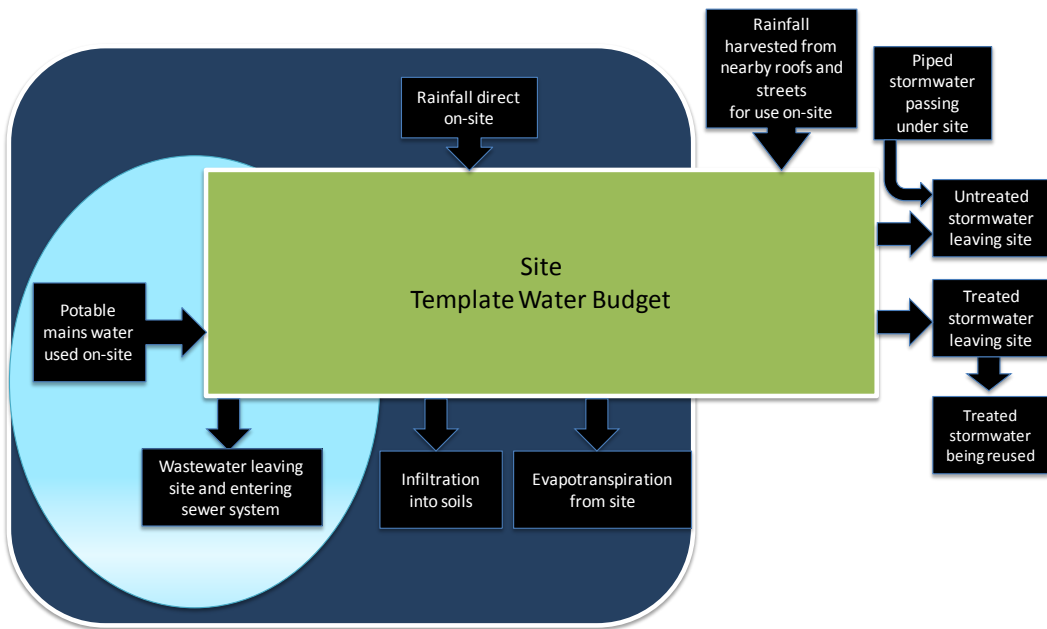 Rainfall
harvested from
nearby roofs and
streets
for use on-site
Piped
stormwater
passing
under site
Rainfall direct
on-site
Untreated
stormwater
leaving site
Site
Template Water Budget
Potable
mains water
used on-site
Treated
stormwater
leaving site
Treated
stormwater
being reused
Wastewater leaving
site and entering
sewer system
Infiltration
into soils
Evapotranspiration
from site